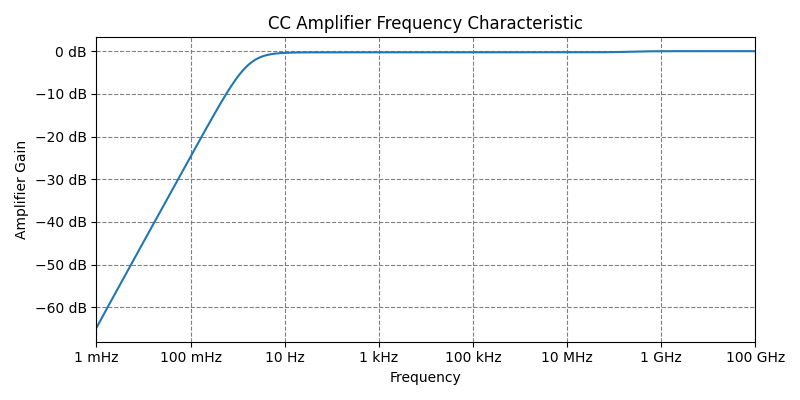 CC Amplifier Frequency Characteristic
0 dB
−10 dB
−20 dB
−30 dB
−40 dB
−50 dB
−60 dB
Amplifier Gain
1 mHz 100 mHz 10 Hz 1 kHz 100 kHz 10 MHz 1 GHz 100 GHz
Frequency